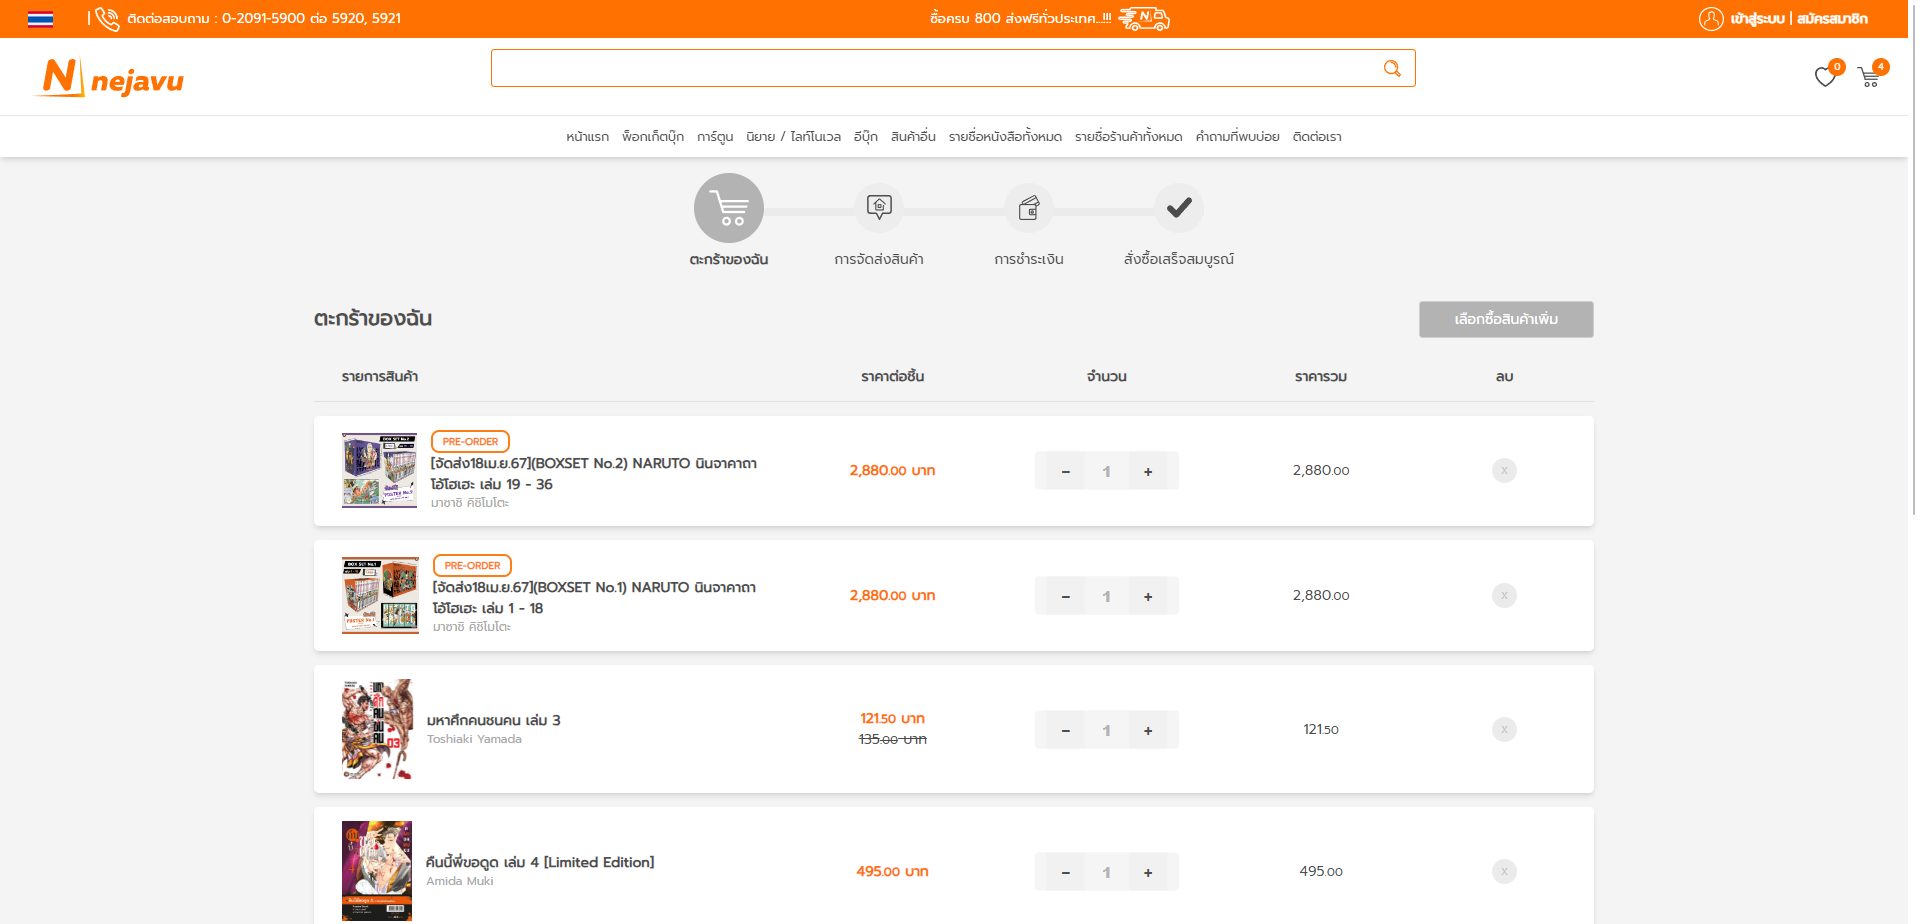 | ติดต่อสอบถาม : 0-2091-5900 ต่อ 5920, 5921
ซื้อครบ 800 ส่งฟรีทั่วประเทศ...!!!
เข้าสู่ระบบ | สมัครสมาชิก
N nejavu
0
4
หน้าแรก พ็อกเก็ตบุ๊ก การ์ตูน นิยาย / ไลท์โนเวล อีบุ๊ก สินค้าอื่น รายชื่อหนังสือทั้งหมด รายชื่อร้านค้าทั้งหมด คำถามที่พบบ่อย ติดต่อเรา
ตะกร้าของฉัน การจัดส่งสินค้า การชำระเงิน สั่งซื้อเสร็จสมบูรณ์
ตะกร้าของฉัน
เลือกซื้อสินค้าเพิ่ม
รายการสินค้า ราคาต่อชิ้น จำนวน ราคารวม ลบ
BOX SET No.2
PRE-ORDER
[จัดส่ง18เม.ย.67](BOXSET No.2) NARUTO นินจาคาถา
โอ้โฮเฮะ เล่ม 19 - 36
มาซาชิ คิชิโมโตะ
2,880.00 บาท
- 1 +
2,880.00
x
BOX SET No.1
PRE-ORDER
[จัดส่ง18เม.ย.67](BOXSET No.1) NARUTO นินจาคาถา
โอ้โฮเฮะ เล่ม 1 - 18
มาซาชิ คิชิโมโตะ
2,880.00 บาท
- 1 +
2,880.00
x
03
มหาศึกคนชนคน เล่ม 3
Toshiaki Yamada
121.50 บาท
135.00 บาท
- 1 +
121.50
x
คืนนี้พี่ขอดูด เล่ม 4 [Limited Edition]
Amida Muki
495.00 บาท
- 1 +
495.00
x